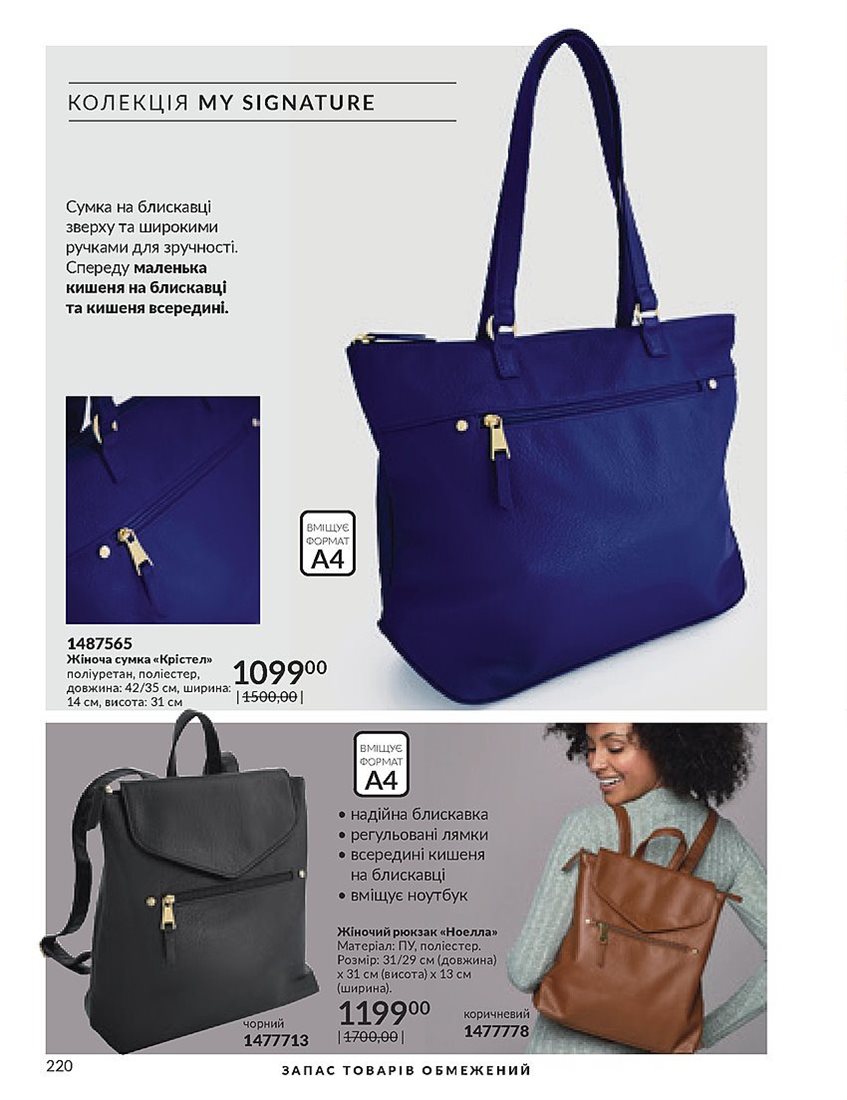 КОЛЕКЦІЯ MY SIGNATURE
Сумка на блискавці
зверху та широкими
ручками для зручності.
Спереду маленька
кишеня на блискавці
та кишеня всередині.
ВМІЩУЄ
ФОРМАТ
А4
1487565
Жіноча сумка «Крістел»
поліуретан, поліестер,
довжина: 42/35 см, ширина:
14 см, висота: 31 см
1099⁰⁰
|1500,00|
ВМІЩУЄ
ФОРМАТ
А4
• надійна блискавка
• регульовані лямки
• всередині кишеня
на блискавці
• вміщує ноутбук
Жіночий рюкзак «Ноелла»
Матеріал: ПУ, поліестер.
Розмір: 31/29 см (довжина)
х 31 см (висота) х 13 см
(ширина).
1199⁰⁰
|1700,00|
чорний
1477713
коричневий
1477778
220
ЗАПАС ТОВАРІВ ОБМЕЖЕНИЙ